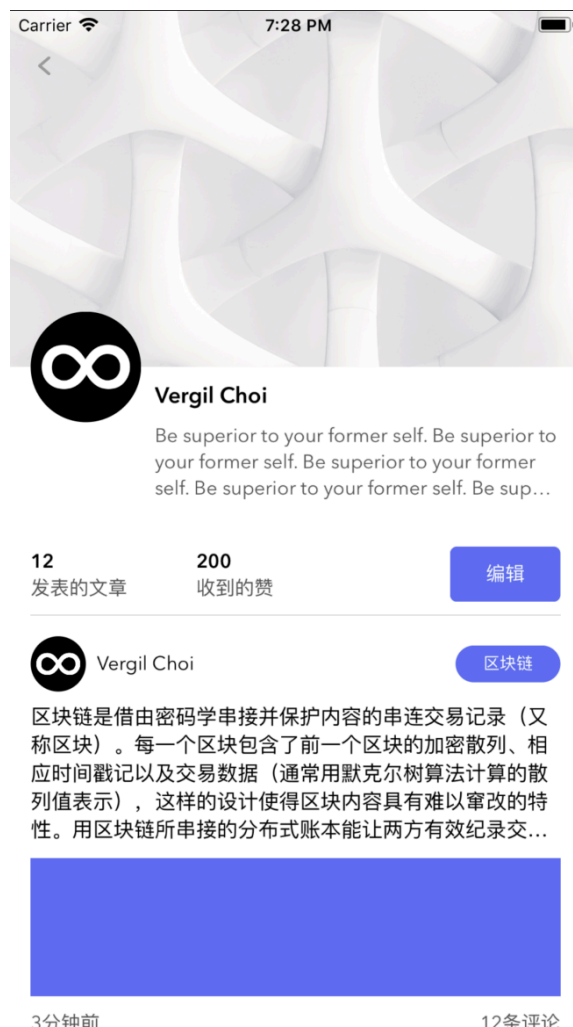 Carrier 7:28 PM
Vergil Choi
Be superior to your former self. Be superior to
your former self. Be superior to your former
self. Be superior to your former self. Be sup...
12 200
发表的文章 收到的赞 编辑
Vergil Choi 区块链
区块链是借由密码学串接并保护内容的串连交易记录（又
称区块）。每一个区块包含了前一个区块的加密散列、相
应时间戳记以及交易数据（通常用默克尔树算法计算的散
列值表示），这样的设计使得区块内容具有难以窜改的特
性。用区块链所串接的分布式账本能让两方有效纪录交...
3分钟前 12条评论